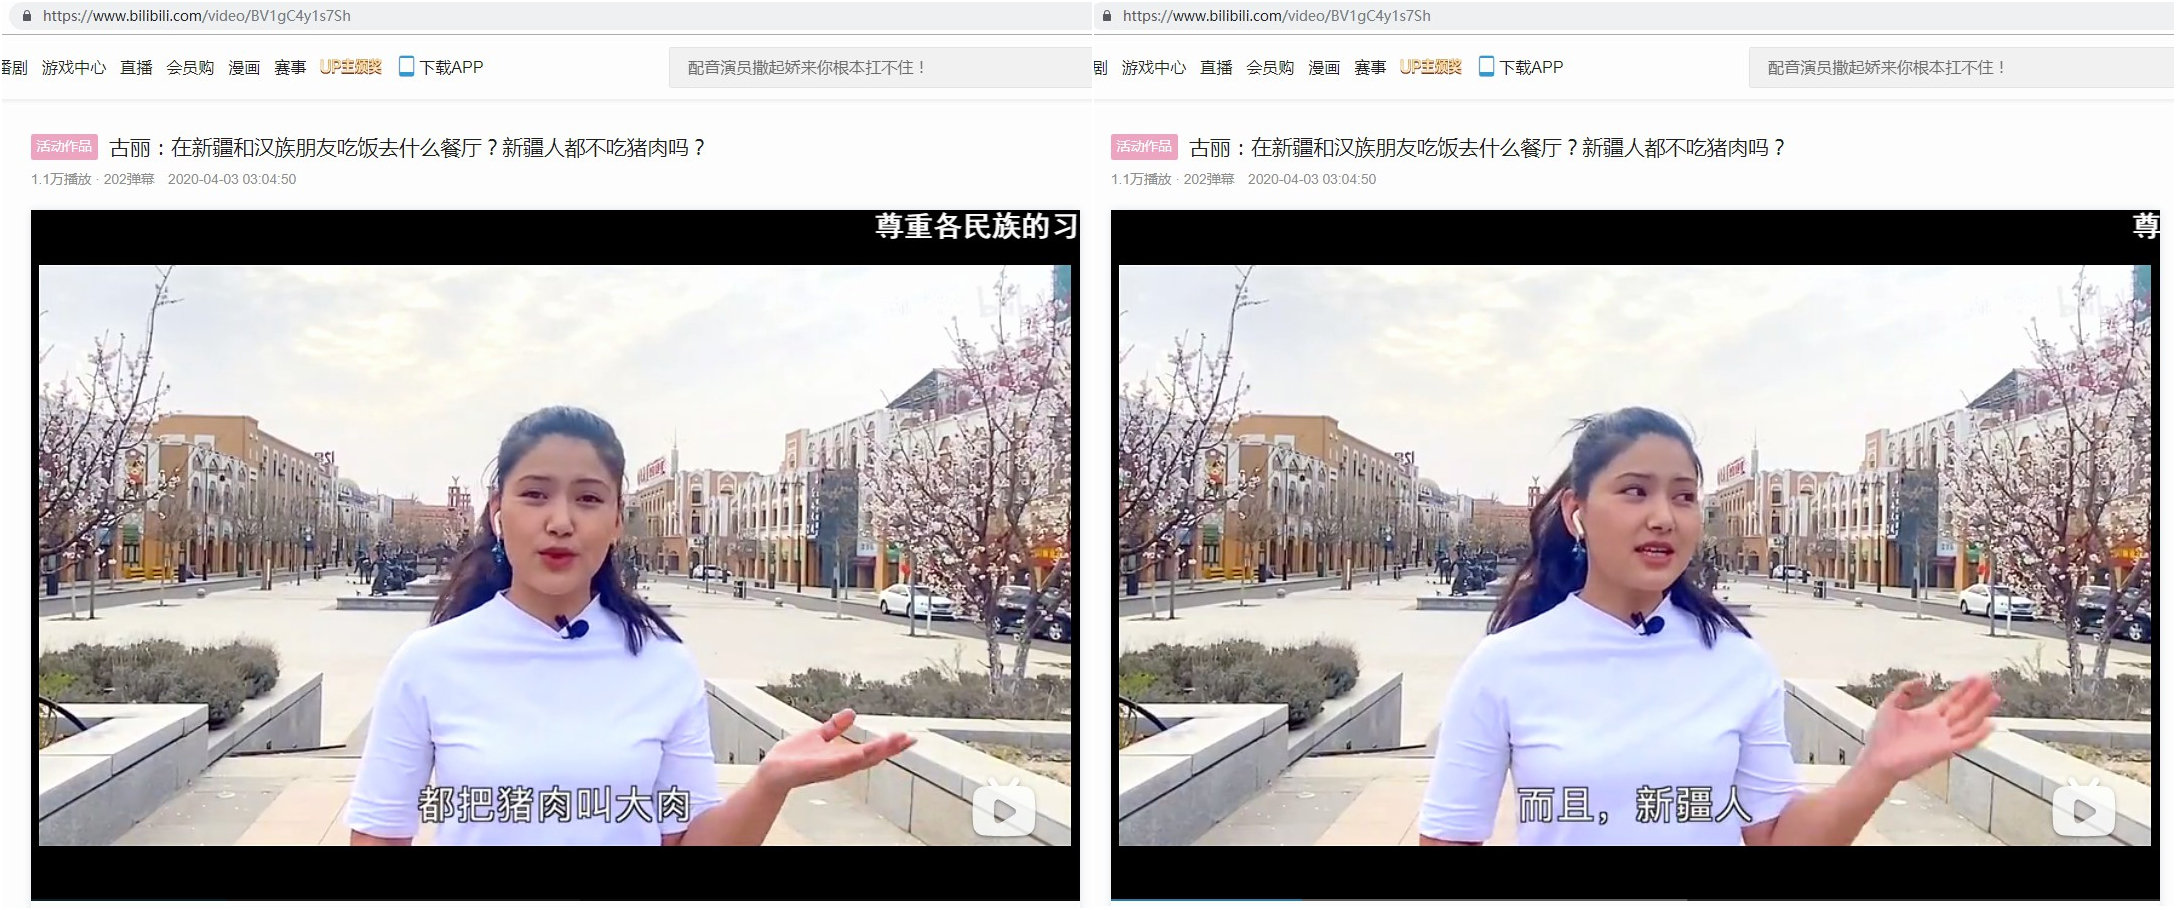 https://www.bilibili.com/video/BV1gC4y1s7Sh
番剧 游戏中心 直播 会员购 漫画 赛事 UP主颁奖 下载APP
配音演员撒起娇来你根本扛不住！
活动作品 古丽：在新疆和汉族朋友吃饭去什么餐厅？新疆人都不吃猪肉吗？
1.1万播放 · 202弹幕 2020-04-03 03:04:50
尊重各民族的习
都把猪肉叫大肉
https://www.bilibili.com/video/BV1gC4y1s7Sh
剧 游戏中心 直播 会员购 漫画 赛事 UP主颁奖 下载APP
配音演员撒起娇来你根本扛不住！
活动作品 古丽：在新疆和汉族朋友吃饭去什么餐厅？新疆人都不吃猪肉吗？
1.1万播放 · 202弹幕 2020-04-03 03:04:50
尊
而且，新疆人